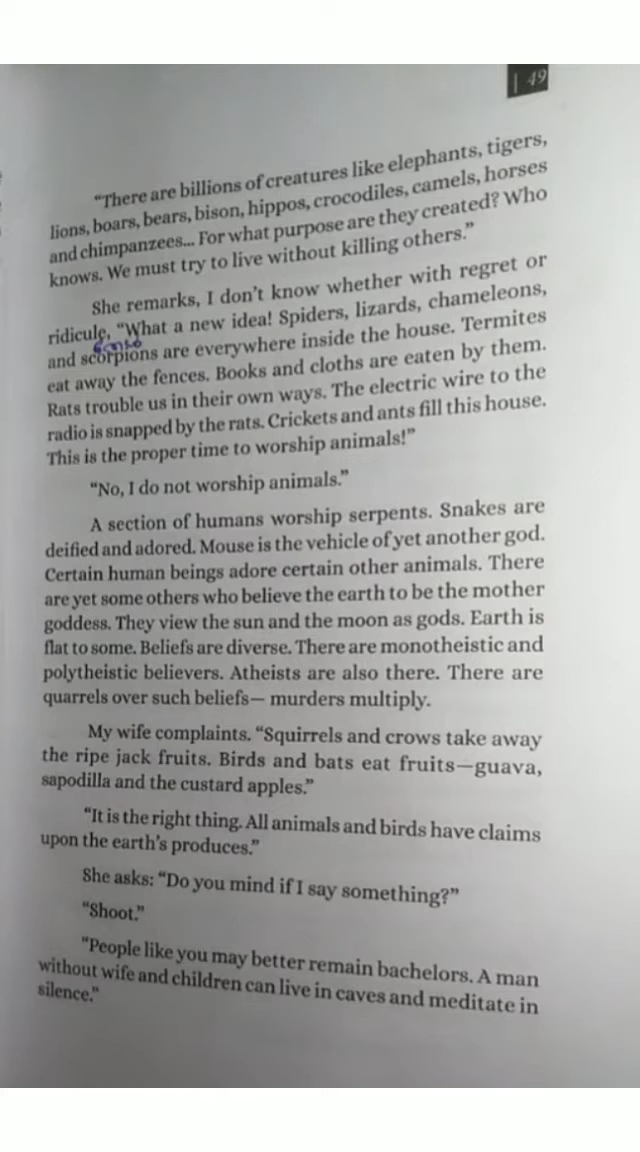 | 49
"There are billions of creatures like elephants, tigers,
lions, boars, bears, bison, hippos, crocodiles, camels, horses
and chimpanzees... For what purpose are they created? Who
knows. We must try to live without killing others."
She remarks, I don't know whether with regret or
ridicule, "What a new idea! Spiders, lizards, chameleons,
and scorpions are everywhere inside the house. Termites
eat away the fences. Books and cloths are eaten by them.
Rats trouble us in their own ways. The electric wire to the
radio is snapped by the rats. Crickets and ants fill this house.
This is the proper time to worship animals!"
"No, I do not worship animals."
A section of humans worship serpents. Snakes are
deified and adored. Mouse is the vehicle of yet another god.
Certain human beings adore certain other animals. There
are yet some others who believe the earth to be the mother
goddess. They view the sun and the moon as gods. Earth is
flat to some. Beliefs are diverse. There are monotheistic and
polytheistic believers. Atheists are also there. There are
quarrels over such beliefs— murders multiply.
My wife complaints. "Squirrels and crows take away
the ripe jack fruits. Birds and bats eat fruits—guava,
sapodilla and the custard apples."
"It is the right thing. All animals and birds have claims
upon the earth's produces."
She asks: "Do you mind if I say something?"
"Shoot."
"People like you may better remain bachelors. A man
without wife and children can live in caves and meditate in
silence."